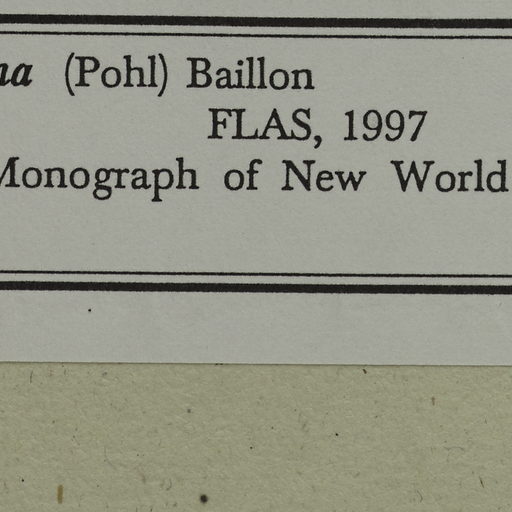 na (Pohl) Baillon
FLAS, 1997
Monograph of New World